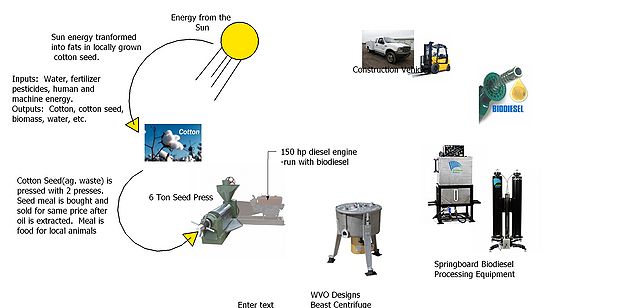 Energy from the
Sun
Sun energy tranformed
into fats in locally grown
cotton seed.
Construction Vehicles
Inputs: Water, fertilizer
pesticides, human and
machine energy.
Outputs: Cotton, cotton seed,
biomass, water, etc.
BIODIESEL
Cotton
150 hp diesel engine
-run with biodiesel
Cotton Seed(ag. waste) is
pressed with 2 presses.
Seed meal is bought and
sold for same price after
oil is extracted. Meal is
food for local animals
6 Ton Seed Press
Springboard Biodiesel
Processing Equipment
WVO Designs
Beast Centrifuge
Enter text